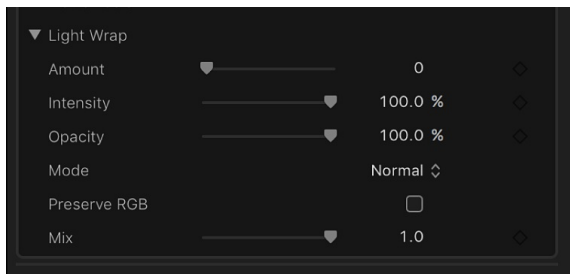 Light Wrap
Amount 0
Intensity 100.0 %
Opacity 100.0 %
Mode Normal
Preserve RGB
Mix 1.0